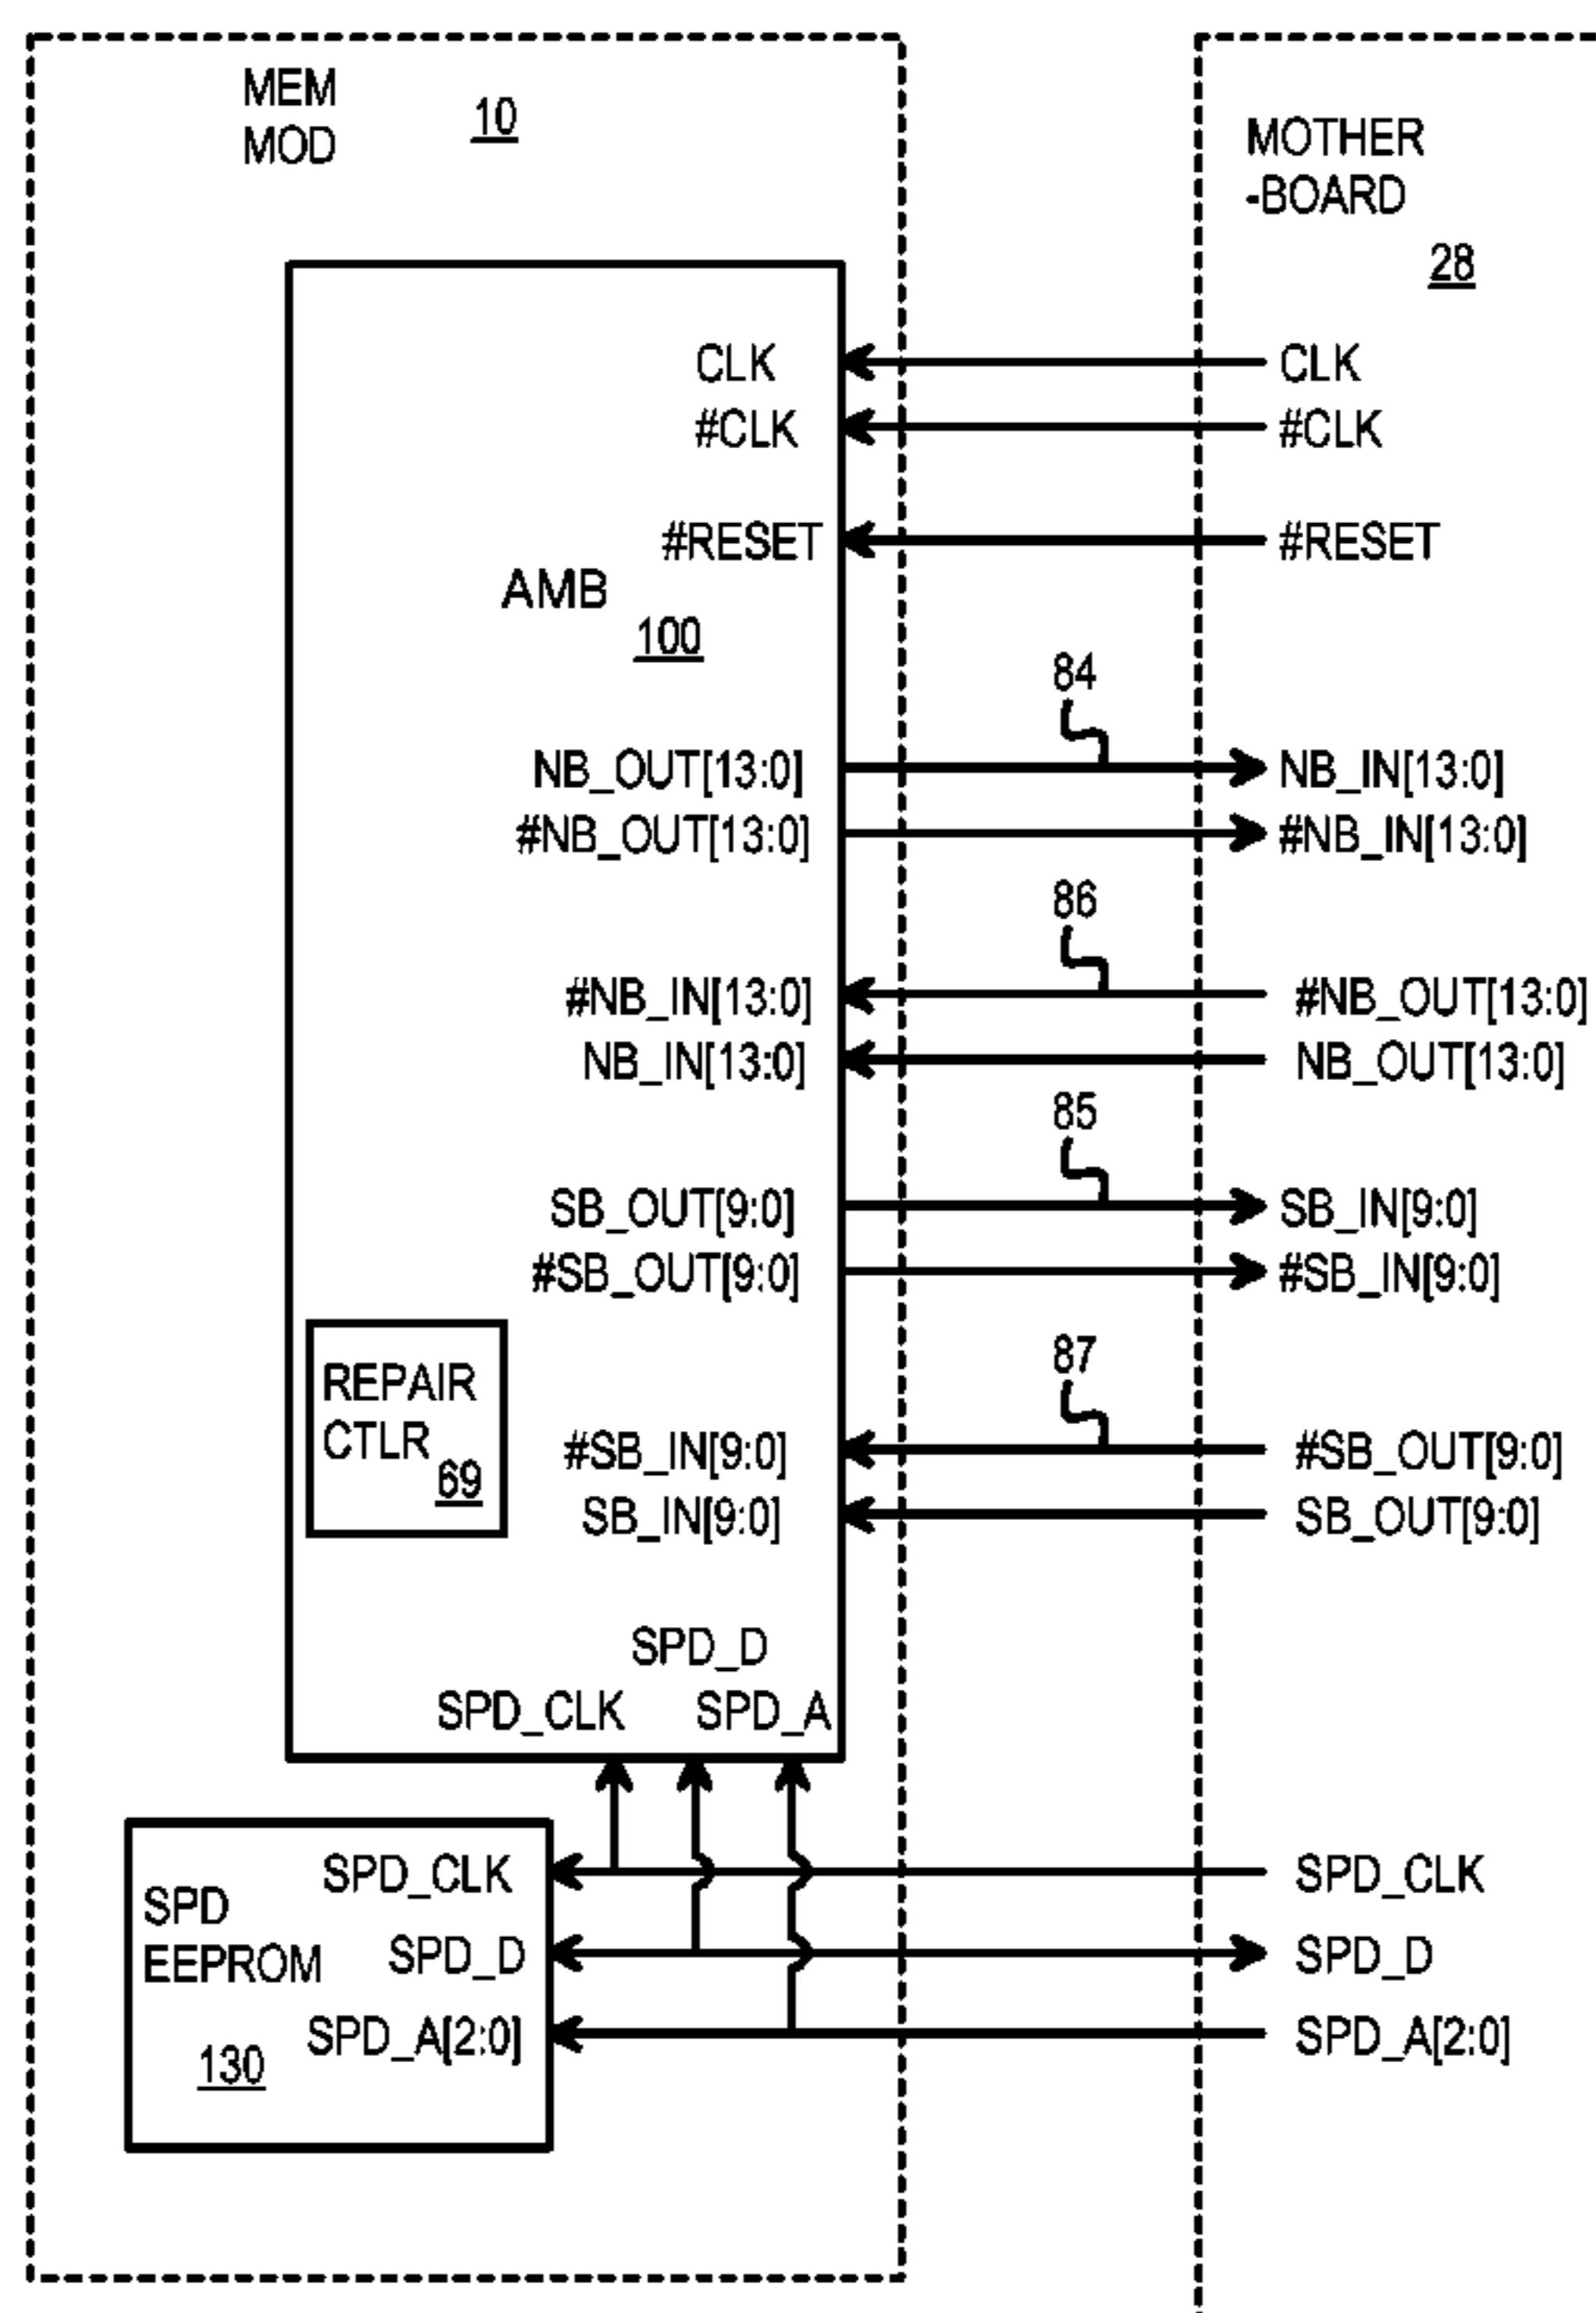 MEM
MOD
10
MOTHER
-BOARD
28
CLK
CLK
#CLK
#CLK
#RESET
#RESET
AMB
100
84
NB_OUT[13:0]
NB_IN[13:0]
#NB_OUT[13:0]
#NB_IN[13:0]
86
#NB_IN[13:0]
#NB_OUT[13:0]
NB_IN[13:0]
NB_OUT[13:0]
85
SB_OUT[9:0]
SB_IN[9:0]
#SB_OUT[9:0]
#SB_IN[9:0]
REPAIR
CTLR
69
87
#SB_IN[9:0]
#SB_OUT[9:0]
SB_IN[9:0]
SB_OUT[9:0]
SPD_D
SPD_CLK
SPD_A
SPD
EEPROM
130
SPD_CLK
SPD_CLK
SPD_D
SPD_D
SPD_A[2:0]
SPD_A[2:0]